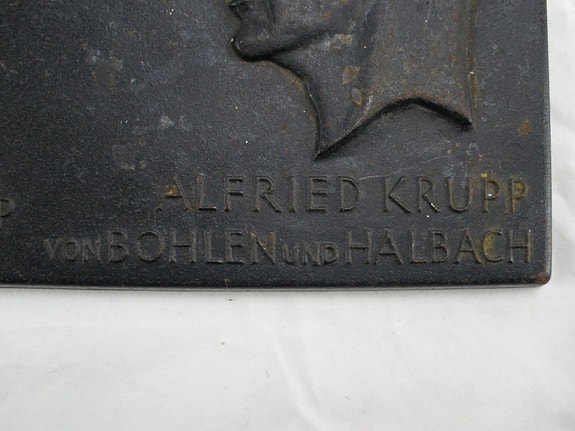 P
ALFRIED KRUPP
VON BOHLEN UND HALBACH